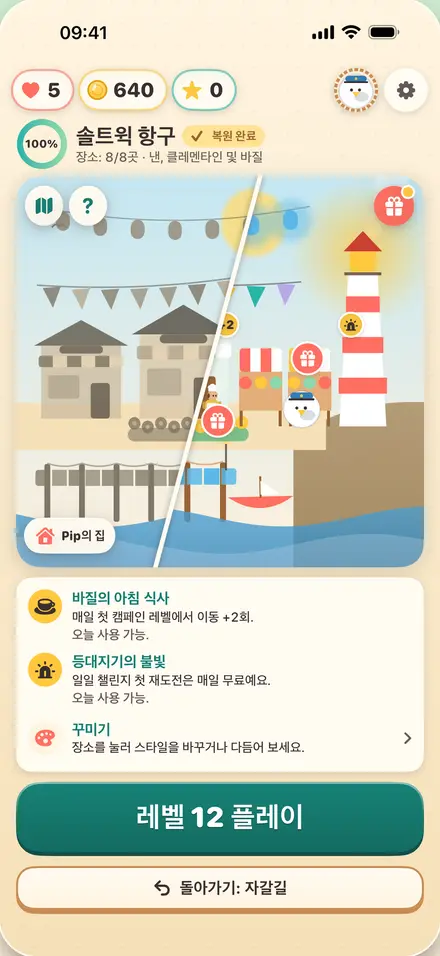 09:41
5
640
0
100%
솔트윅 항구
복원 완료
장소: 8/8곳 · 낸, 클레멘타인 및 바질
?
+2
Pip의 집
바질의 아침 식사
매일 첫 캠페인 레벨에서 이동 +2회.
오늘 사용 가능.
등대지기의 불빛
일일 챌린지 첫 재도전은 매일 무료예요.
오늘 사용 가능.
꾸미기
장소를 눌러 스타일을 바꾸거나 다듬어 보세요.
레벨 12 플레이
돌아가기: 자갈길